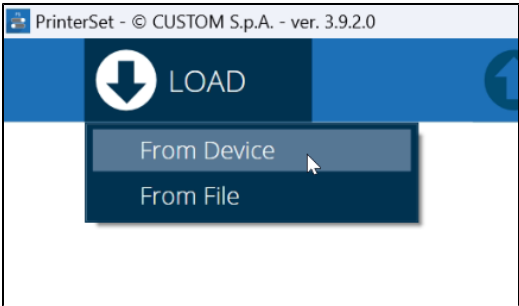 PrinterSet - © CUSTOM S.p.A. - ver. 3.9.2.0
LOAD
From Device
From File